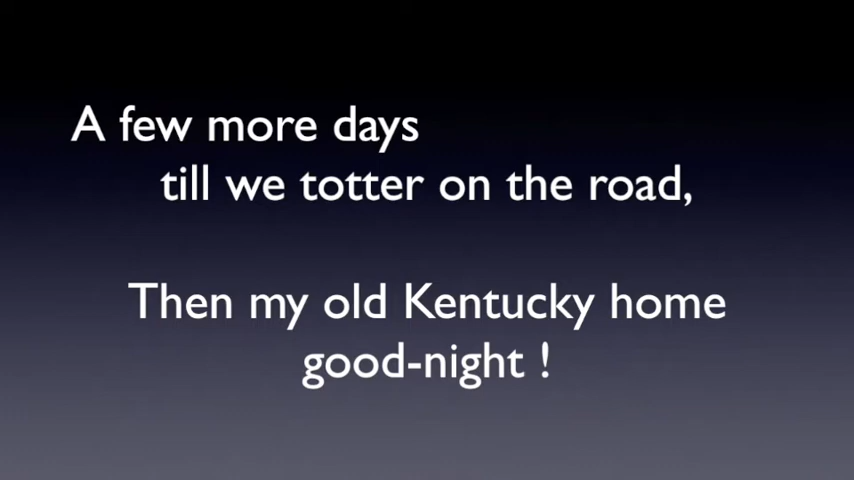 A few more days
till we totter on the road,
Then my old Kentucky home
good-night !